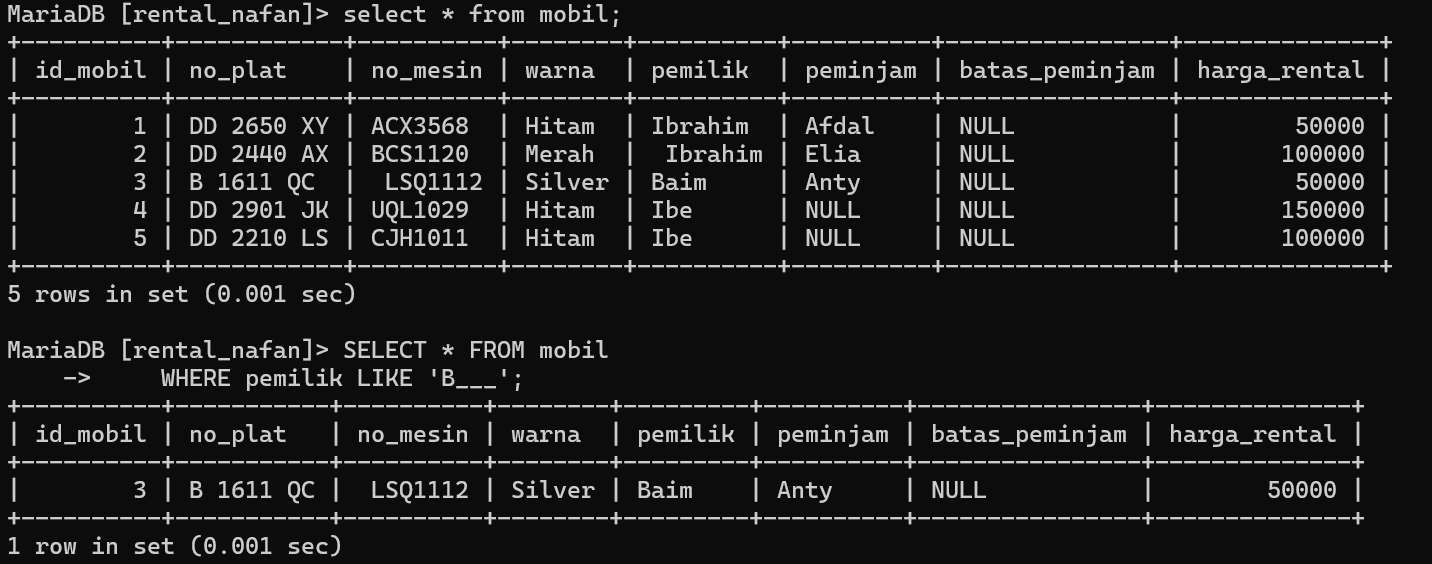 MariaDB [rental_nafan]> select * from mobil;
+----------+-------------+----------+--------+----------+----------+----------------+--------------+
| id_mobil | no_plat     | no_mesin | warna  | pemilik  | peminjam | batas_peminjam | harga_rental |
+----------+-------------+----------+--------+----------+----------+----------------+--------------+
|        1 | DD 2650 XY | ACX3568  | Hitam  | Ibrahim  | Afdal    | NULL           |        50000 |
|        2 | DD 2440 AX | BCS1120  | Merah  |  Ibrahim | Elia     | NULL           |       100000 |
|        3 | B 1611 QC  |  LSQ1112 | Silver | Baim     | Anty     | NULL           |        50000 |
|        4 | DD 2901 JK | UQL1029  | Hitam  | Ibe      | NULL     | NULL           |       150000 |
|        5 | DD 2210 LS | CJH1011  | Hitam  | Ibe      | NULL     | NULL           |       100000 |
+----------+-------------+----------+--------+----------+----------+----------------+--------------+
5 rows in set (0.001 sec)
MariaDB [rental_nafan]> SELECT * FROM mobil
    ->     WHERE pemilik LIKE 'B___';
+----------+-----------+----------+--------+---------+----------+----------------+--------------+
| id_mobil | no_plat   | no_mesin | warna  | pemilik | peminjam | batas_peminjam | harga_rental |
+----------+-----------+----------+--------+---------+----------+----------------+--------------+
|        3 | B 1611 QC |  LSQ1112 | Silver | Baim    | Anty     | NULL           |        50000 |
+----------+-----------+----------+--------+---------+----------+----------------+--------------+
1 row in set (0.001 sec)